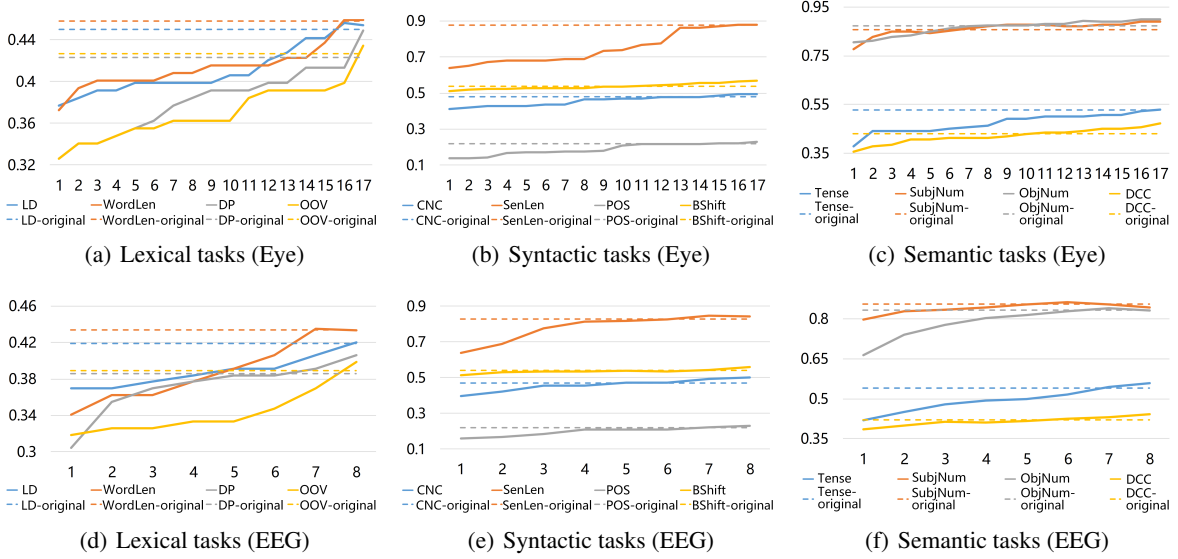 0.44
0.4
0.36
0.32
1 2 3 4 5 6 7 8 9 10 11 12 13 14 15 16 17
LD WordLen DP OOV
LD-original WordLen-original DP-original OOV-original
(a) Lexical tasks (Eye)
0.9
0.7
0.5
0.3
0.1
1 2 3 4 5 6 7 8 9 10 11 12 13 14 15 16 17
CNC SenLen POS BShift
CNC-original SenLen-original POS-original BShift-original
(b) Syntactic tasks (Eye)
0.95
0.75
0.55
0.35
1 2 3 4 5 6 7 8 9 10 11 12 13 14 15 16 17
Tense SubjNum ObjNum DCC
Tense- SubjNum- ObjNum- DCC-
original original original original
(c) Semantic tasks (Eye)
0.46
0.42
0.38
0.34
0.3
1 2 3 4 5 6 7 8
LD WordLen DP OOV
LD-original WordLen-original DP-original OOV-original
(d) Lexical tasks (EEG)
0.9
0.7
0.5
0.3
0.1
1 2 3 4 5 6 7 8
CNC SenLen POS BShift
CNC-original SenLen-original POS-original BShift-original
(e) Syntactic tasks (EEG)
0.8
0.65
0.5
0.35
1 2 3 4 5 6 7 8
Tense SubjNum ObjNum DCC
Tense- SubjNum- ObjNum- DCC-
original original original original
(f) Semantic tasks (EEG)